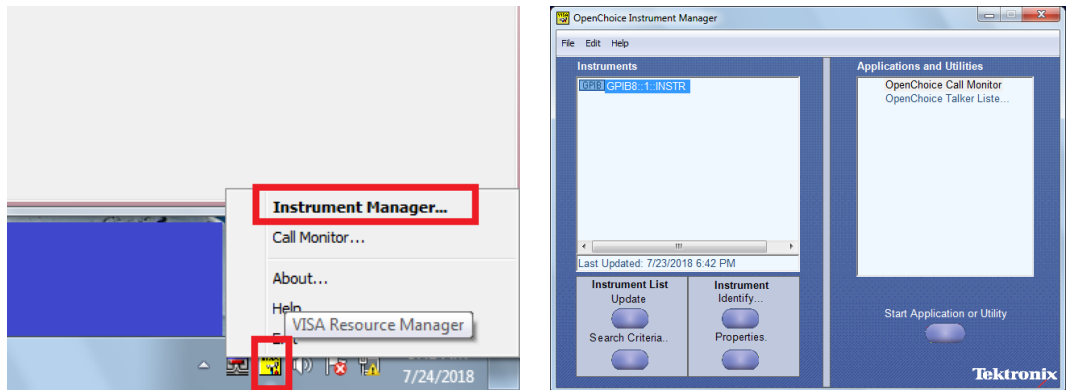 Instrument Manager...
Call Monitor...
About...
Help
VISA Resource Manager
7/24/2018
OpenChoice Instrument Manager
File Edit Help
Instruments
GPIB GPIB8::1::INSTR
Last Updated: 7/23/2018 6:42 PM
Instrument List
Update
Search Criteria..
Instrument
Identify...
Properties.
Applications and Utilities
OpenChoice Call Monitor
OpenChoice Talker Liste...
Start Application or Utility
Tektronix